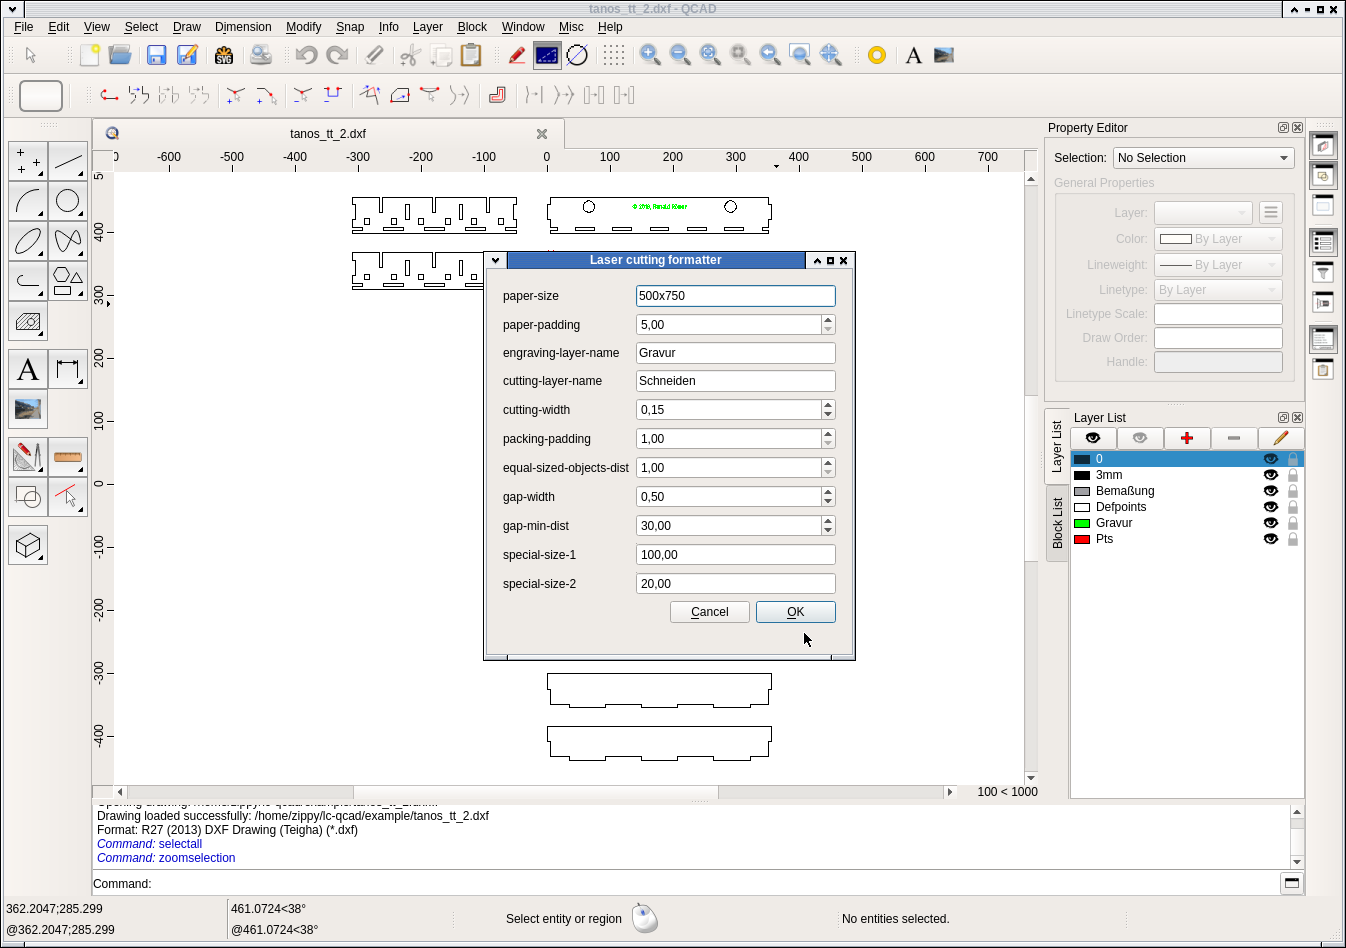 tanos_tt_2.dxf - QCAD
File Edit View Select Draw Dimension Modify Snap Info Layer Block Window Misc Help
SVG
A
tanos_tt_2.dxf
0 -600 -500 -400 -300 -200 -100 0 100 200 300 400 500 600 700
5
400
300
200
100
0
-100
-200
-300
-400
A
Laser cutting formatter
paper-size 500x750
paper-padding 5,00
engraving-layer-name Gravur
cutting-layer-name Schneiden
cutting-width 0,15
packing-padding 1,00
equal-sized-objects-dist 1,00
gap-width 0,50
gap-min-dist 30,00
special-size-1 100,00
special-size-2 20,00
Cancel OK
100 < 1000
Property Editor
Selection: No Selection
General Properties
Layer:
Color: By Layer
Lineweight: By Layer
Linetype: By Layer
Linetype Scale:
Draw Order:
Handle:
Layer List
Layer List
Block List
0
3mm
Bemaßung
Defpoints
Gravur
Pts
Drawing loaded successfully: /home/zippy/lc-qcad/example/tanos_tt_2.dxf
Format: R27 (2013) DXF Drawing (Teigha) (*.dxf)
Command: selectall
Command: zoomselection
Command:
362.2047;285.299
@362.2047;285.299
461.0724<38°
@461.0724<38°
Select entity or region
No entities selected.